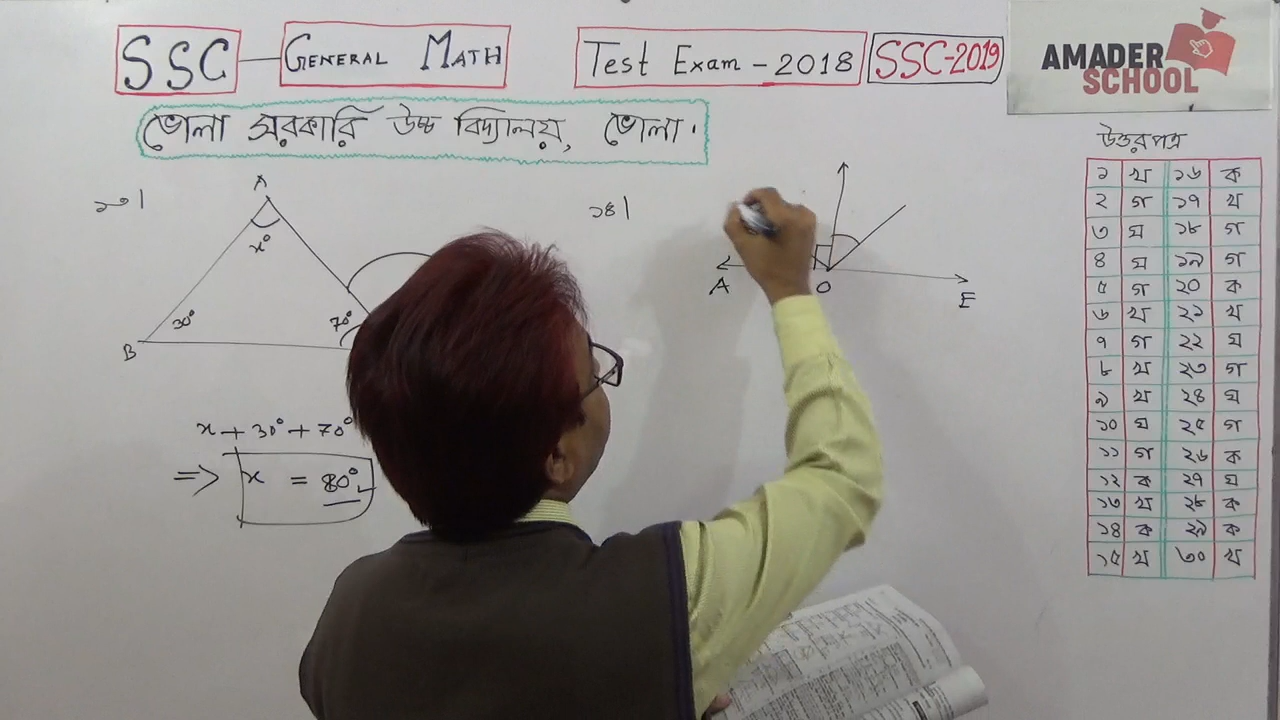 SSC
GENERAL MATH
Test Exam - 2018
SSC-2019
AMADER
SCHOOL
ভোলা সরকারি উচ্চ বিদ্যালয়, ভোলা.
উত্তরপত্র
১৩|
A
x°
30°
70°
B
x + 30° + 70°
=> x = 80°
১৪|
A
O
E
১ খ ১৬ ক
২ গ ১৭ খ
৩ ঘ ১৮ গ
৪ ঘ ১৯ গ
৫ গ ২০ ক
৬ খ ২১ খ
৭ গ ২২ ঘ
৮ খ ২৩ গ
৯ খ ২৪ ঘ
১০ ঘ ২৫ গ
১১ গ ২৬ ক
১২ ক ২৭ ঘ
১৩ খ ২৮ ক
১৪ ক ২৯ ক
১৫ খ ৩০ খ